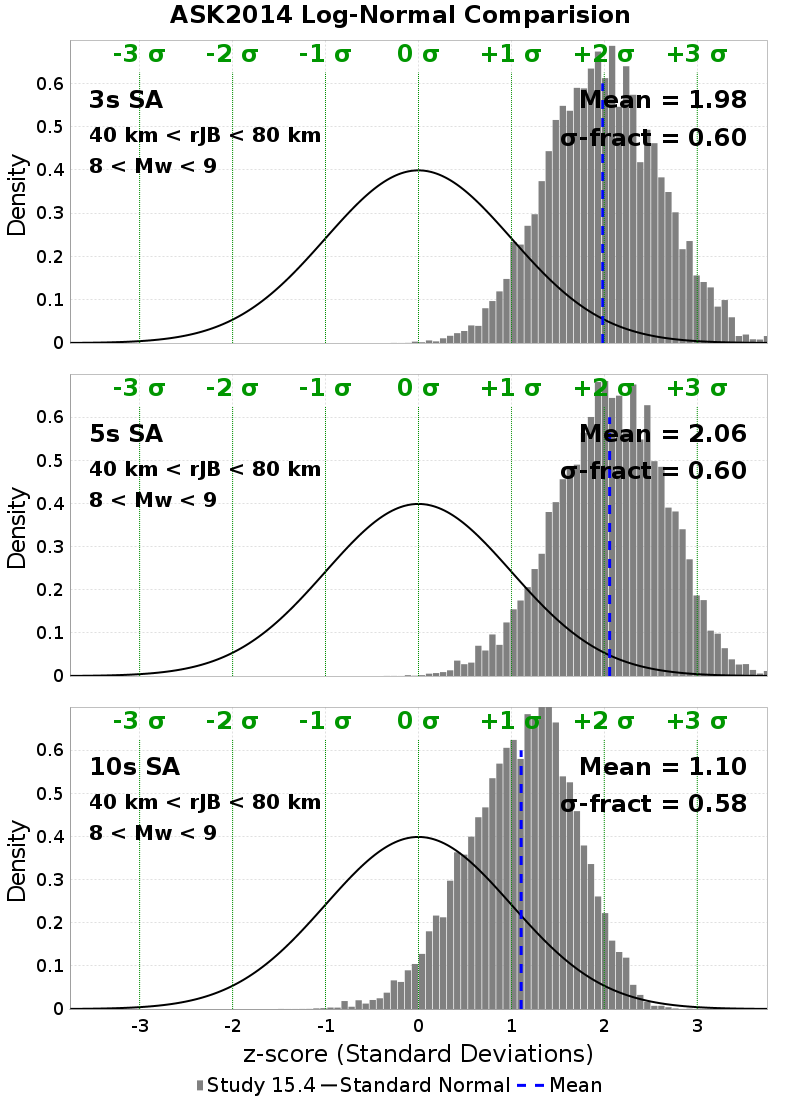 ASK2014 Log-Normal Comparision
-3 σ -2 σ -1 σ 0 σ +1 σ +2 σ +3 σ
3s SA
Mean = 1.98
40 km < rJB < 80 km
σ-fract = 0.60
8 < Mw < 9
Density
0.6
0.5
0.4
0.3
0.2
0.1
0
-3 σ -2 σ -1 σ 0 σ +1 σ +2 σ +3 σ
5s SA
Mean = 2.06
40 km < rJB < 80 km
σ-fract = 0.60
8 < Mw < 9
Density
0.6
0.5
0.4
0.3
0.2
0.1
0
-3 σ -2 σ -1 σ 0 σ +1 σ +2 σ +3 σ
10s SA
Mean = 1.10
40 km < rJB < 80 km
σ-fract = 0.58
8 < Mw < 9
Density
0.6
0.5
0.4
0.3
0.2
0.1
0
-3 -2 -1 0 1 2 3
z-score (Standard Deviations)
Study 15.4 Standard Normal Mean